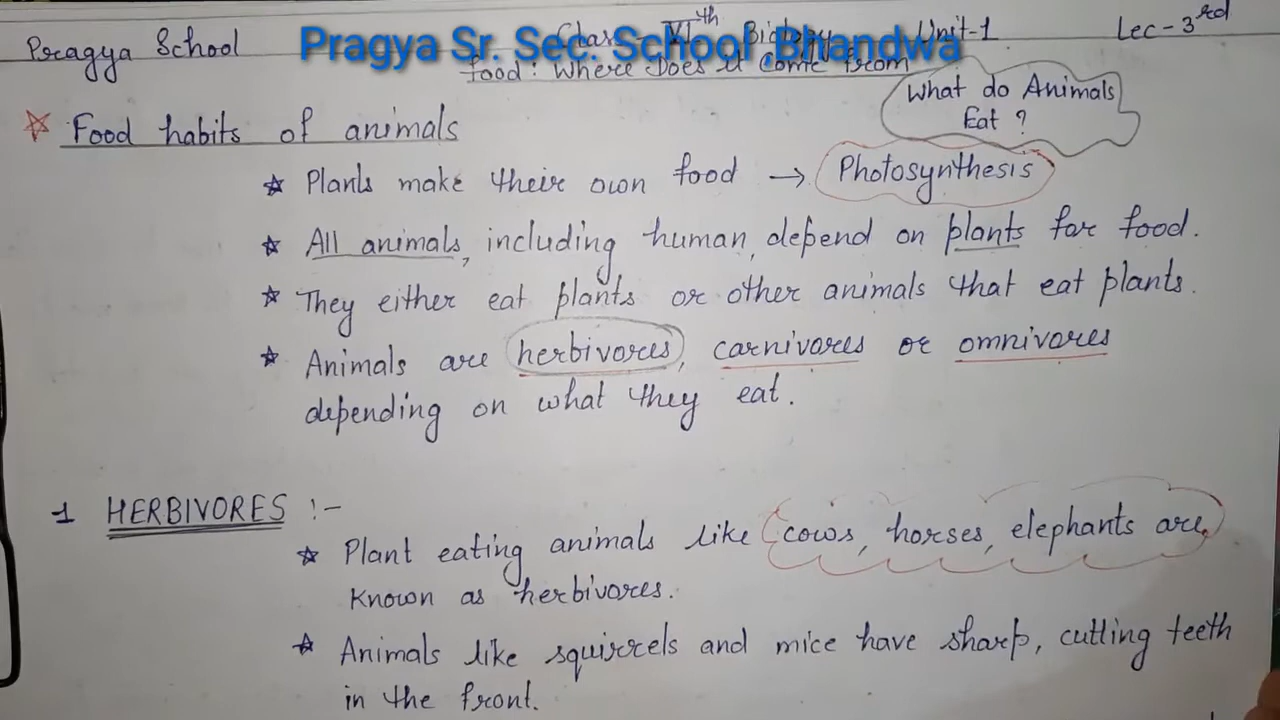 Pragya School Class - VIth Biology Unit-1 Lec-3rd
Pragya Sr. Sec. School, Bhandwa
Food: Where Does it Come from
What do Animals
Eat ?
Food habits of animals
Plants make their own food → Photosynthesis
All animals, including human, depend on plants for food.
They either eat plants or other animals that eat plants.
Animals are herbivores, carnivores or omnivores
depending on what they eat.
1 HERBIVORES :-
Plant eating animals like cows, horses, elephants are
known as herbivores.
Animals like squirrels and mice have sharp, cutting teeth
in the front.